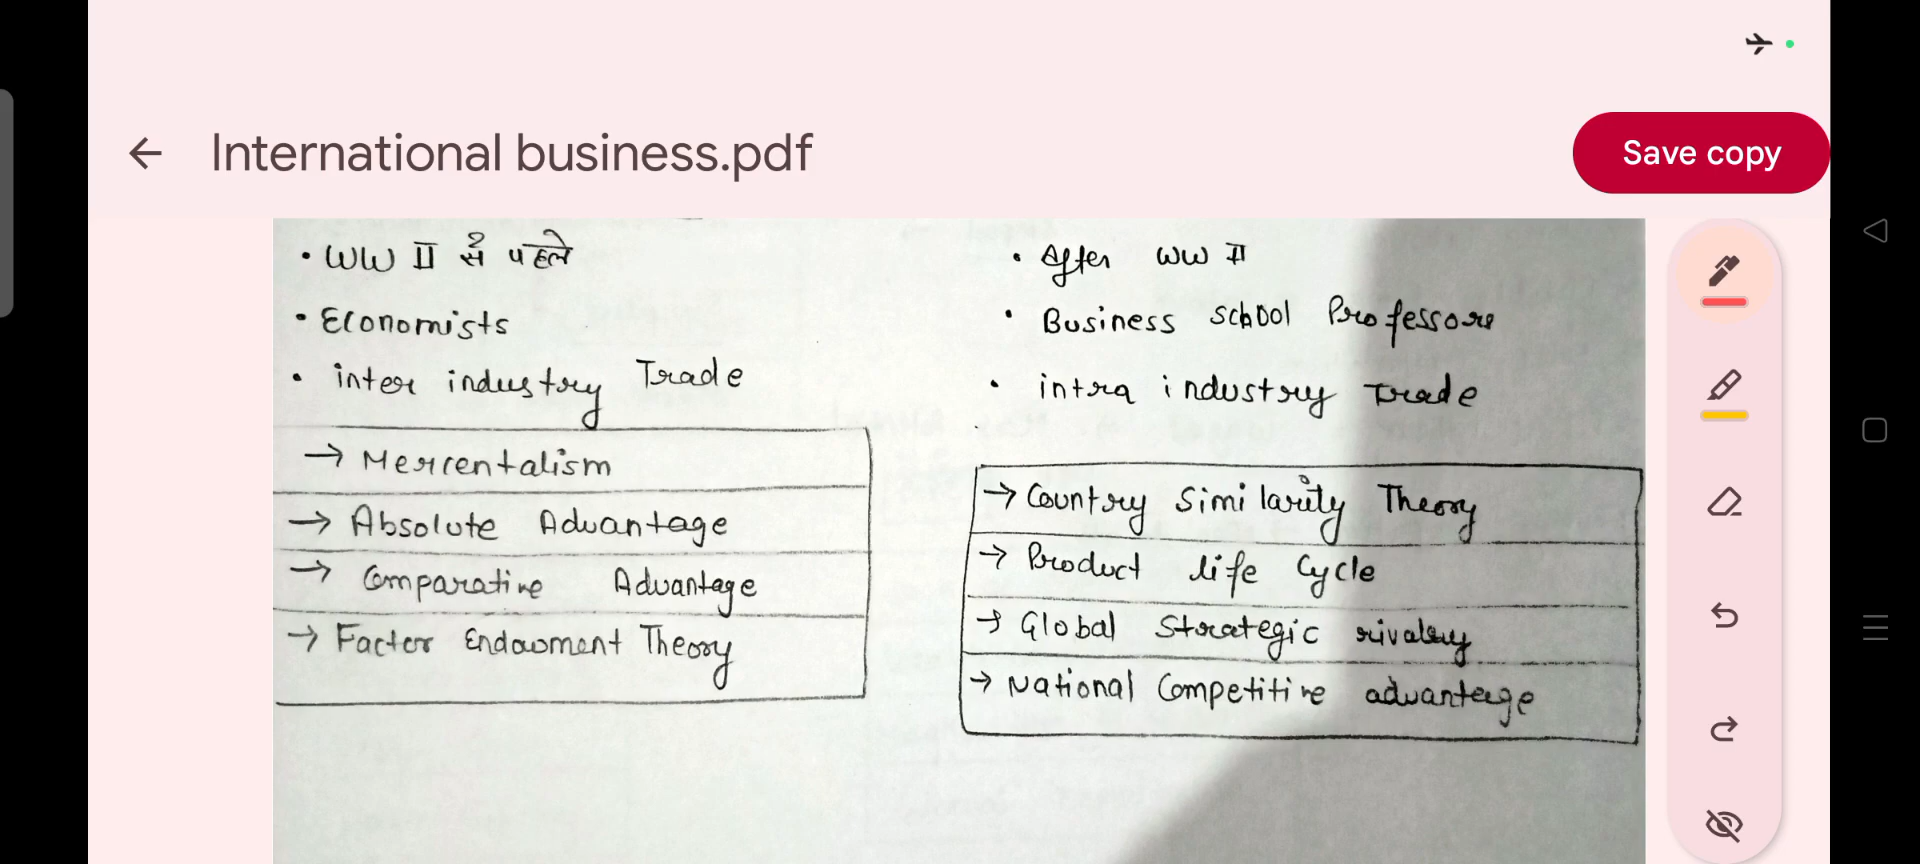 International business.pdf
Save copy
• WW II से पहले
• Economists
• inter industry Trade
→ Mercentalism
→ Absolute Advantage
→ Comparative Advantage
→ Factor Endowment Theory
• After WW II
• Business school Professors
• intra industry Trade
→ Country Similarity Theory
→ Product life Cycle
→ Global Strategic rivalry
→ National Competitive advantage